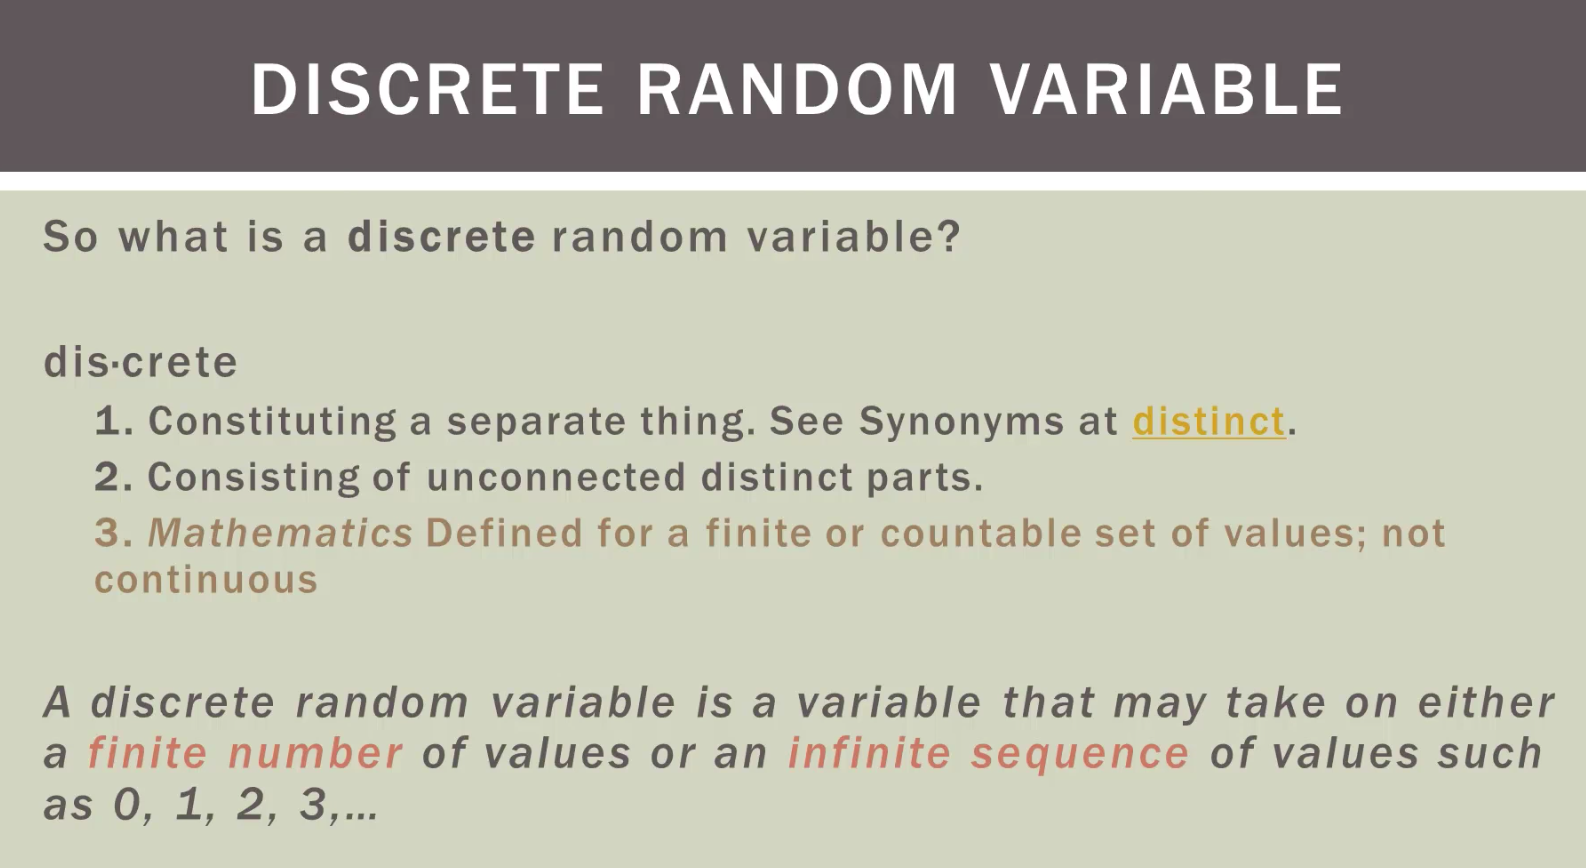 DISCRETE RANDOM VARIABLE
So what is a discrete random variable?
dis·crete
1. Constituting a separate thing. See Synonyms at distinct.
2. Consisting of unconnected distinct parts.
3. Mathematics Defined for a finite or countable set of values; not
continuous
A discrete random variable is a variable that may take on either
a finite number of values or an infinite sequence of values such
as 0, 1, 2, 3,…